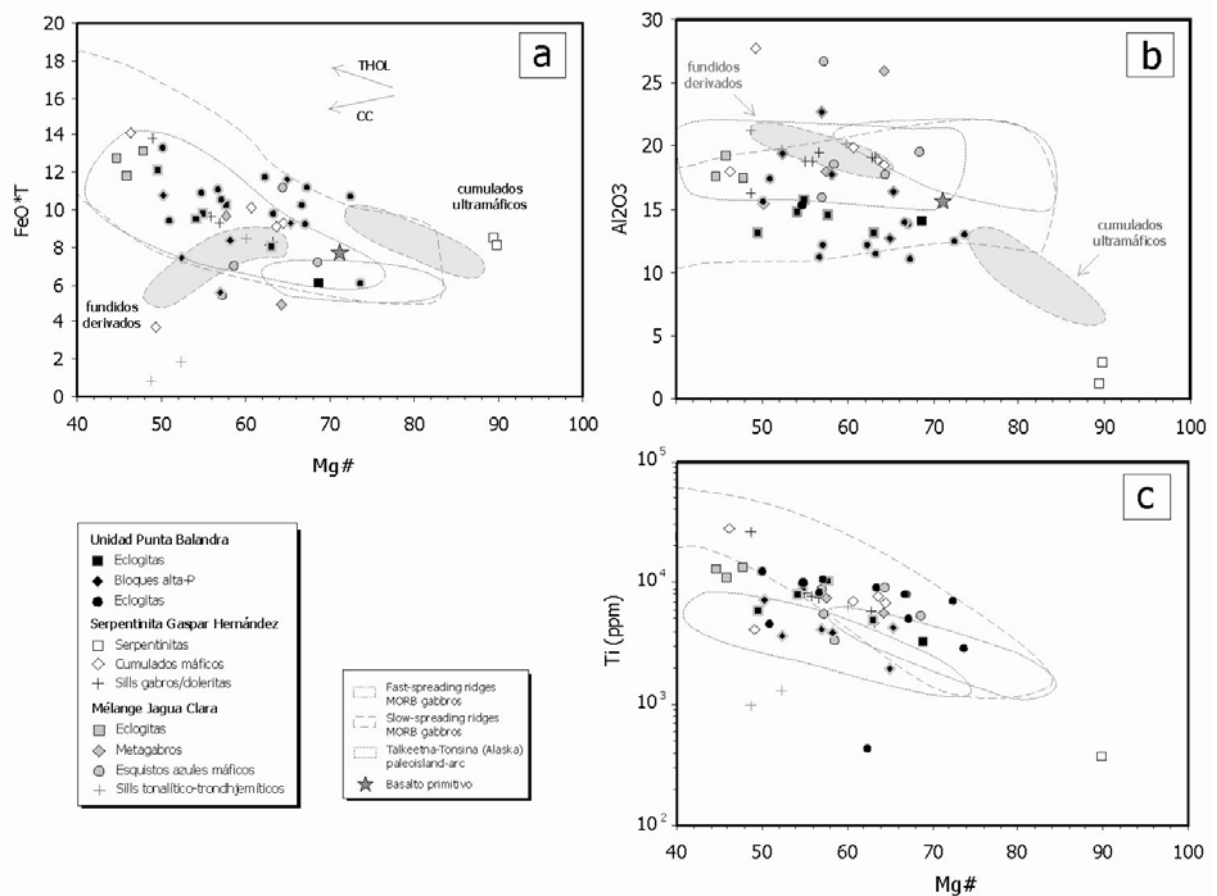 a
20
18
16
14
12
10
8
6
4
2
0
FeO*T
THOL
CC
cumulados
ultramáficos
fundidos
derivados
40 50 60 70 80 90 100
Mg#
b
30
25
20
15
10
5
0
Al2O3
fundidos
derivados
cumulados
ultramáficos
40 50 60 70 80 90 100
Unidad Punta Balandra
Eclogitas
Bloques alta-P
Eclogitas
Serpentinita Gaspar Hernández
Serpentinitas
Cumulados máficos
Sills gabros/doleritas
Mélange Jagua Clara
Eclogitas
Metagabros
Esquistos azules máficos
Sills tonalítico-trondhjemíticos
Fast-spreading ridges
MORB gabbros
Slow-spreading ridges
MORB gabbros
Talkeetna-Tonsina (Alaska)
paleoisland-arc
Basalto primitivo
c
10⁵
10⁴
10³
10²
Ti (ppm)
40 50 60 70 80 90 100
Mg#